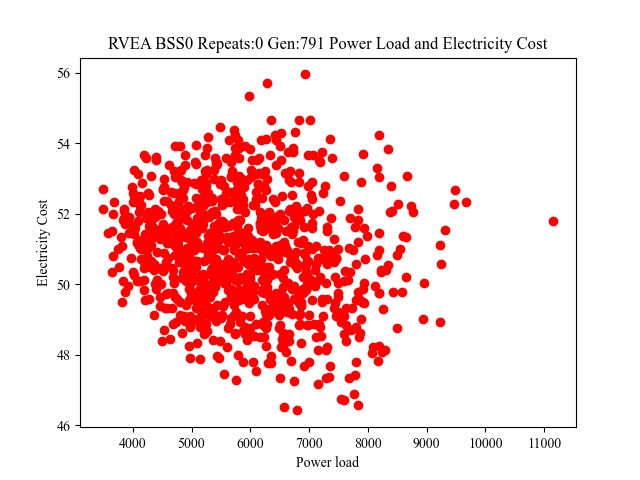 RVEA BSS0 Repeats:0 Gen:791 Power Load and Electricity Cost
56
54
52
50
48
46
Electricity Cost
4000 5000 6000 7000 8000 9000 10000 11000
Power load